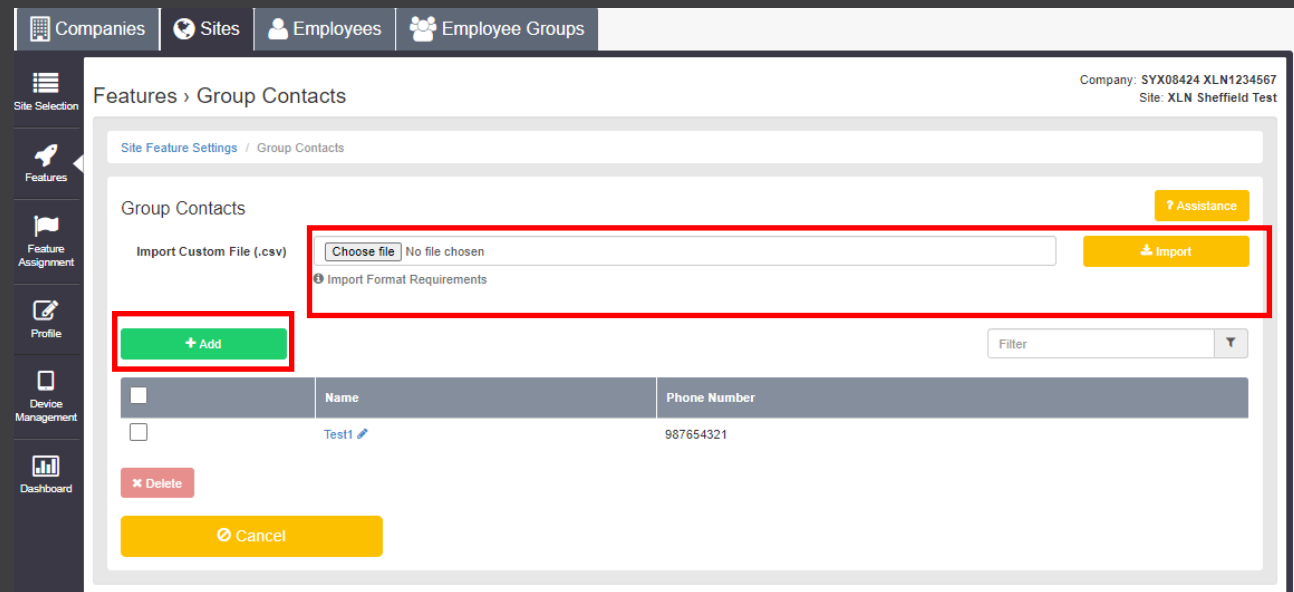 Companies Sites Employees Employee Groups
Company: SYX08424 XLN1234567
Site: XLN Sheffield Test
Features › Group Contacts
Site Selection
Features
Feature
Assignment
Profile
Device
Management
Dashboard
Site Feature Settings / Group Contacts
Group Contacts
? Assistance
Import Custom File (.csv) Choose file No file chosen Import
Import Format Requirements
+ Add Filter
Name Phone Number
Test1 987654321
Delete
Cancel